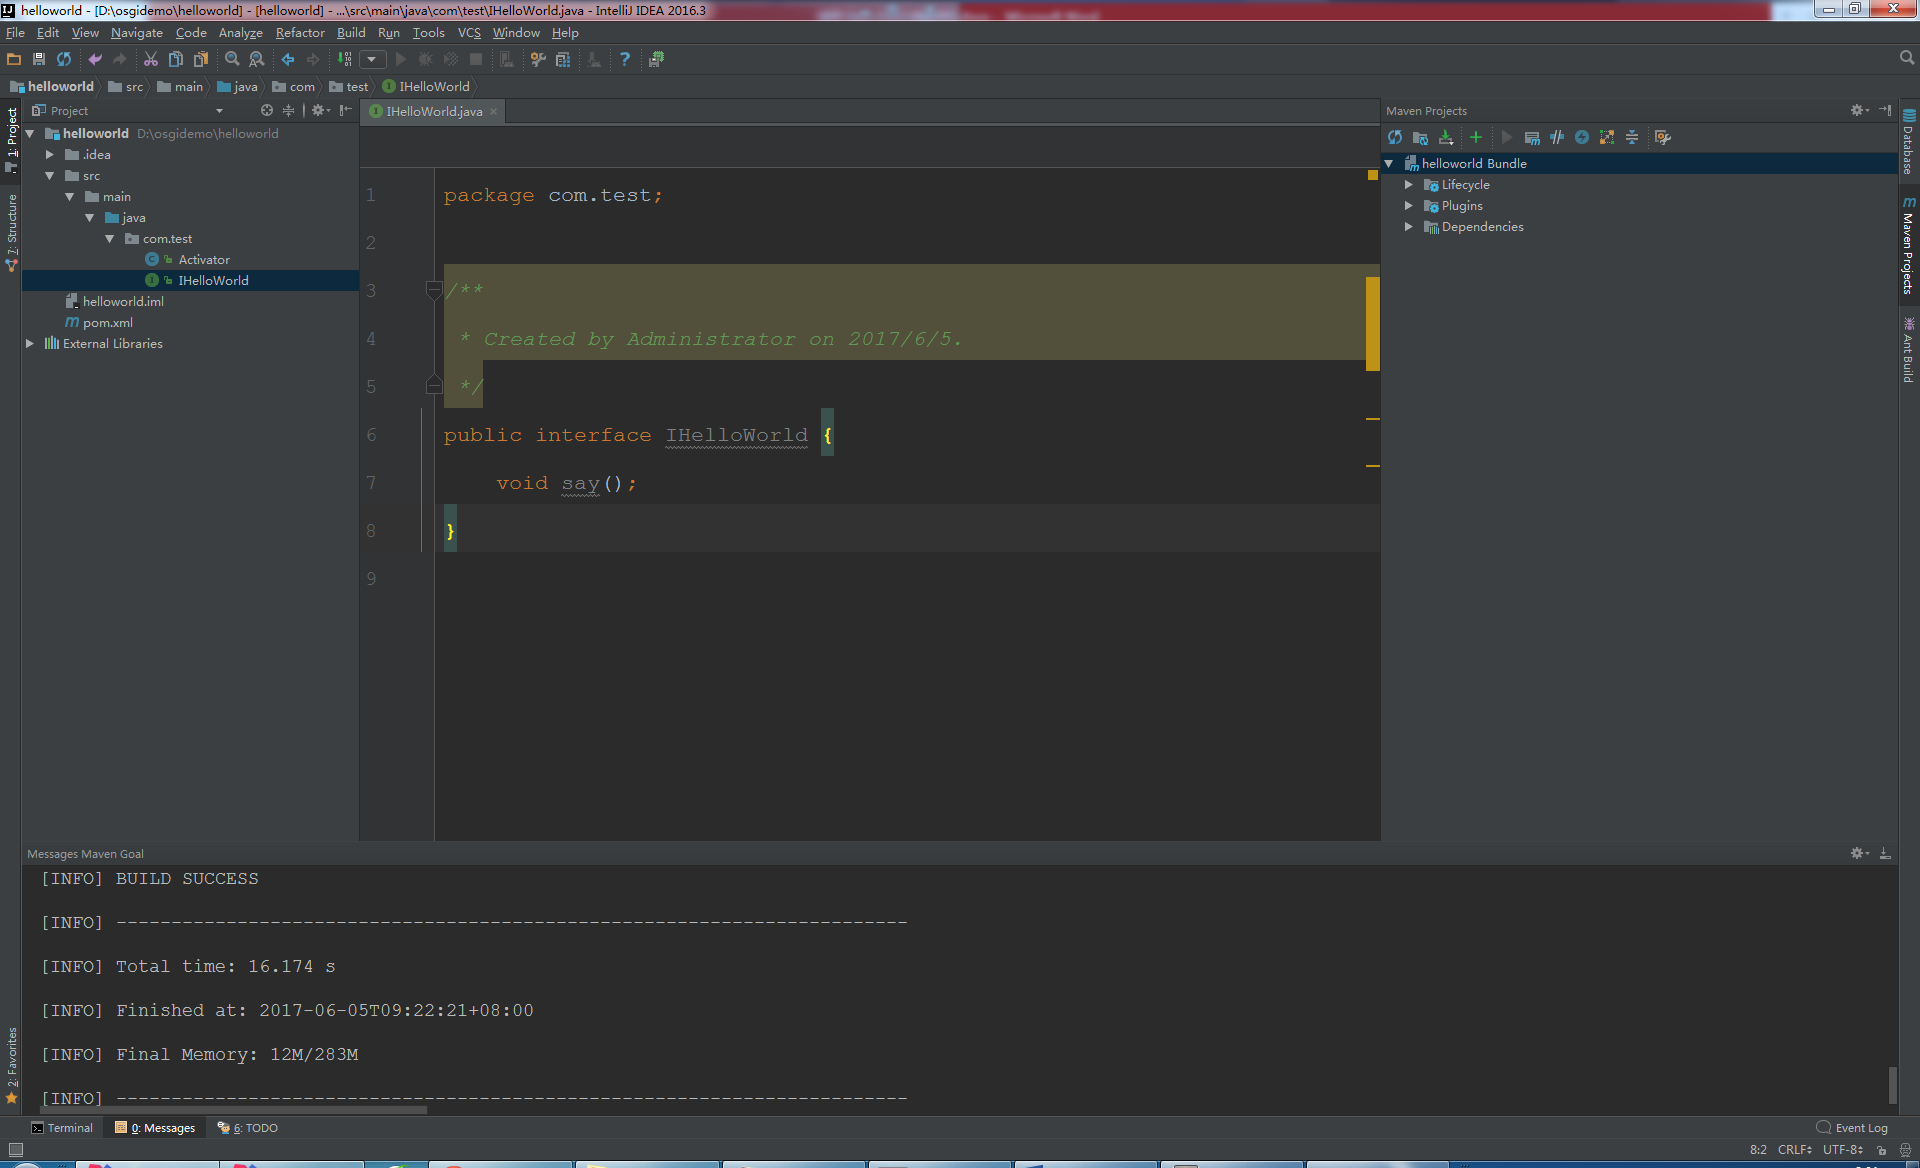 helloworld - [D:\osgidemo\helloworld] - [helloworld] - ...\src\main\java\com\test\IHelloWorld.java - IntelliJ IDEA 2016.3
File Edit View Navigate Code Analyze Refactor Build Run Tools VCS Window Help
helloworld src main java com test IHelloWorld
Project
IHelloWorld.java
Maven Projects
1: Project
7: Structure
2: Favorites
helloworld D:\osgidemo\helloworld
.idea
src
main
java
com.test
Activator
IHelloWorld
helloworld.iml
pom.xml
External Libraries
1 package com.test;
2
3 /**
4 * Created by Administrator on 2017/6/5.
5 */
6 public interface IHelloWorld {
7 void say();
8 }
9
helloworld Bundle
Lifecycle
Plugins
Dependencies
Database
Maven Projects
Ant Build
Messages Maven Goal
[INFO] BUILD SUCCESS
[INFO] ------------------------------------------------------------------------
[INFO] Total time: 16.174 s
[INFO] Finished at: 2017-06-05T09:22:21+08:00
[INFO] Final Memory: 12M/283M
[INFO] ------------------------------------------------------------------------
Terminal 0: Messages 6: TODO Event Log
8:2 CRLF UTF-8